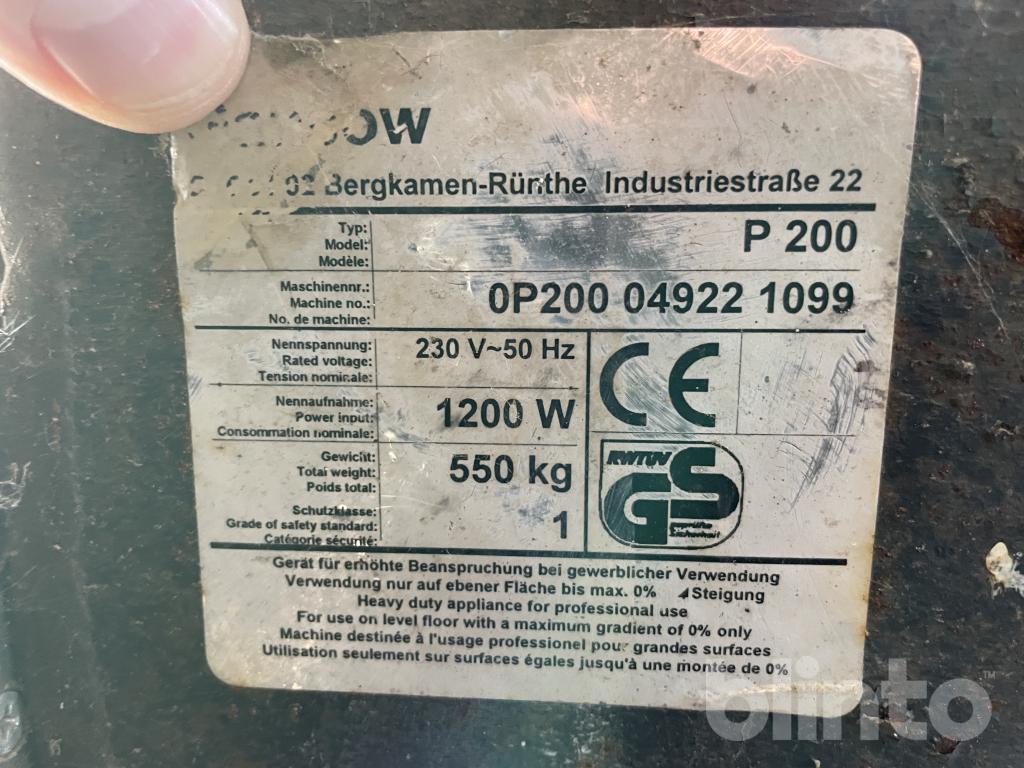 Bergkamen-Rünthe Industriestraße 22
Typ:
Model:
Modèle:
P 200
Maschinennr.:
Machine no.:
No. de machine:
0P200 04922 1099
Nennspannung:
Rated voltage:
Tension nominale:
230 V~50 Hz
Nennaufnahme:
Power input:
Consommation nominale:
1200 W
Gewicht:
Total weight:
Poids total:
550 kg
Schutzklasse:
Grade of safety standard:
Catégorie sécurité:
1
CE
RWTÜV
GS
geprüfte
Sicherheit
Gerät für erhöhte Beanspruchung bei gewerblicher Verwendung
Verwendung nur auf ebener Fläche bis max. 0% Steigung
Heavy duty appliance for professional use
For use on level floor with a maximum gradient of 0% only
Machine destinée à l'usage professionel pour grandes surfaces
Utilisation seulement sur surfaces égales jusqu'à une montée de 0%
blinto™